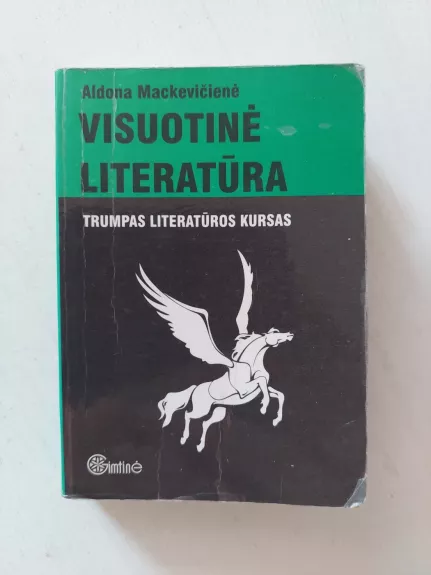 Aldona Mackevičienė
VISUOTINĖ
LITERATŪRA
TRUMPAS LITERATŪROS KURSAS
Gimtinė